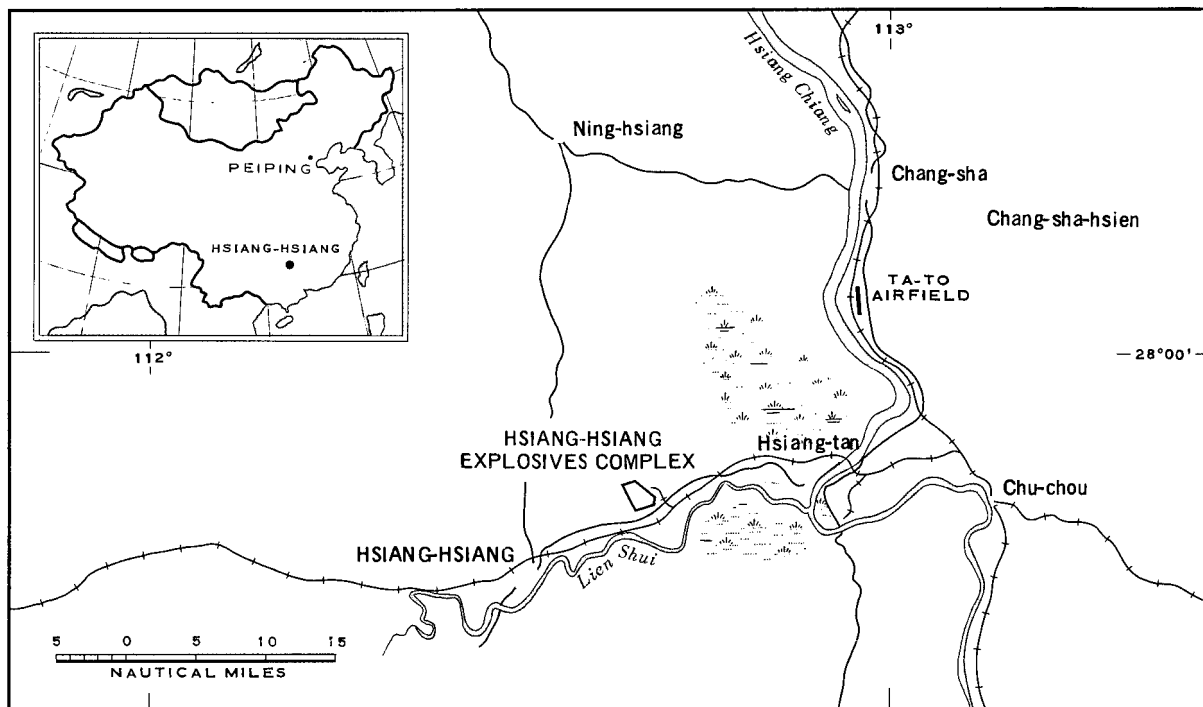 113°
Hsiang Chiang
Ning-hsiang
PEIPING
Chang-sha
Chang-sha-hsien
HSIANG-HSIANG
TA-TO
AIRFIELD
112°
28°00'
HSIANG-HSIANG
EXPLOSIVES COMPLEX
Hsiang-tan
Chu-chou
HSIANG-HSIANG
Lien Shui
5 0 5 10 15
NAUTICAL MILES